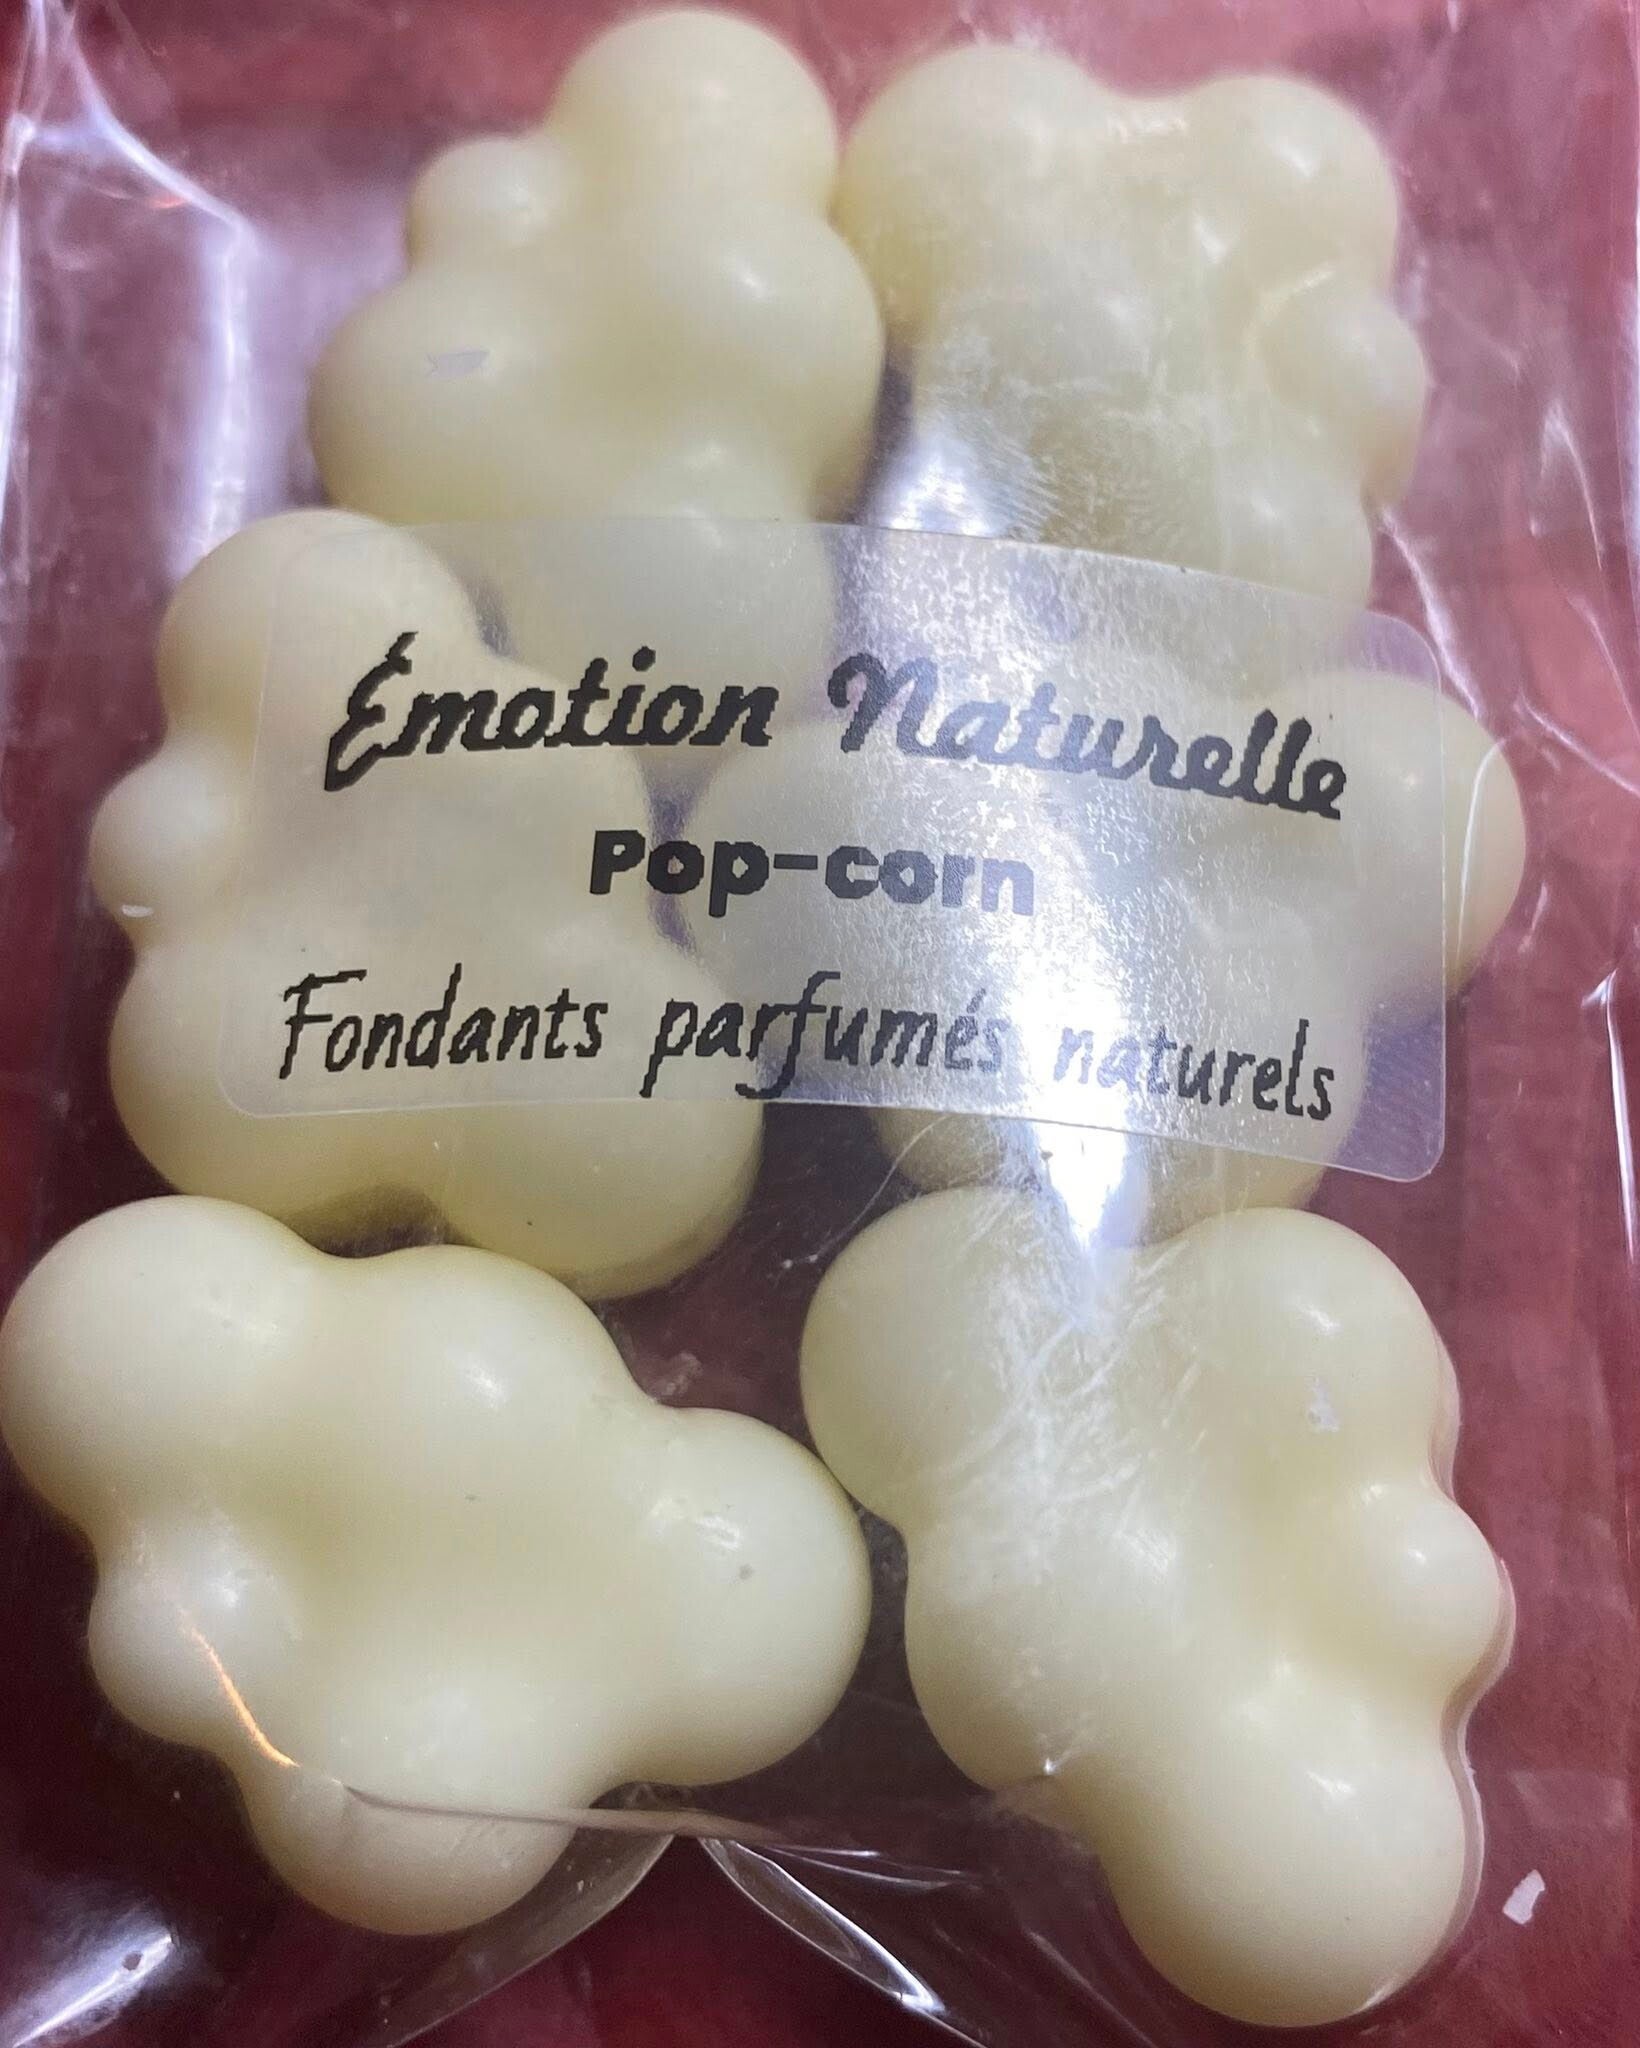 Émotion Naturelle
Pop-corn
Fondants parfumés naturels